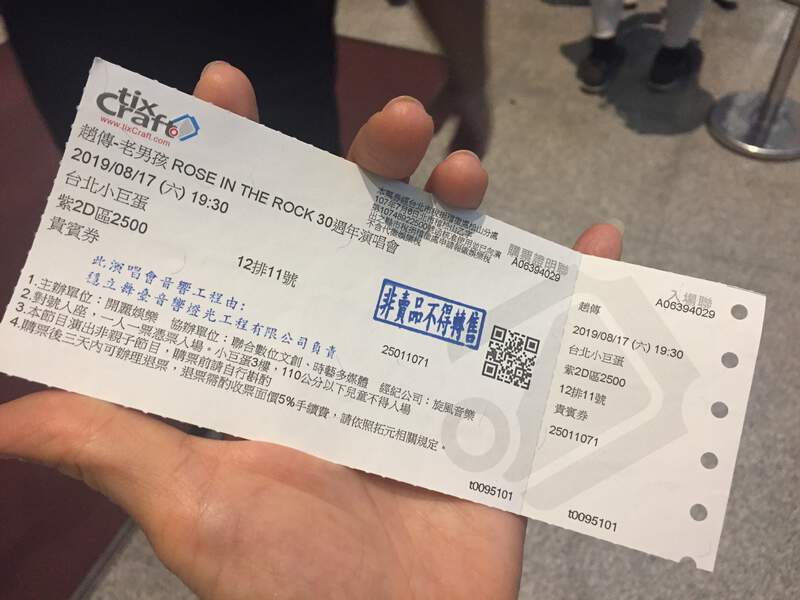 tix
Craft
www.tixCraft.com
趙傳-老男孩 ROSE IN THE ROCK 30週年演唱會
2019/08/17 (六) 19:30
台北小巨蛋
紫2D區2500
12排11號
貴賓券
此演唱會音響工程由:
穩立舞臺音響燈光工程有限公司負責
非賣品不得轉售
25011071
1.主辦單位：開麗娛樂 協辦單位：聯合數位文創、時藝多媒體 經紀公司：旋風音樂
2.對號入座，一人一票憑票入場。小巨蛋3樓，110公分以下兒童不得入場
3.本節目演出非親子節目，購票前請自行斟酌
4.購票後三天內可辦理退票，退票需酌收票面價5%手續費，請依照拓元相關規定。
t0095101
購票證明聯
A06394029
入場聯
A06394029
趙傳
2019/08/17 (六) 19:30
台北小巨蛋
紫2D區2500
12排11號
貴賓券
25011071
t0095101